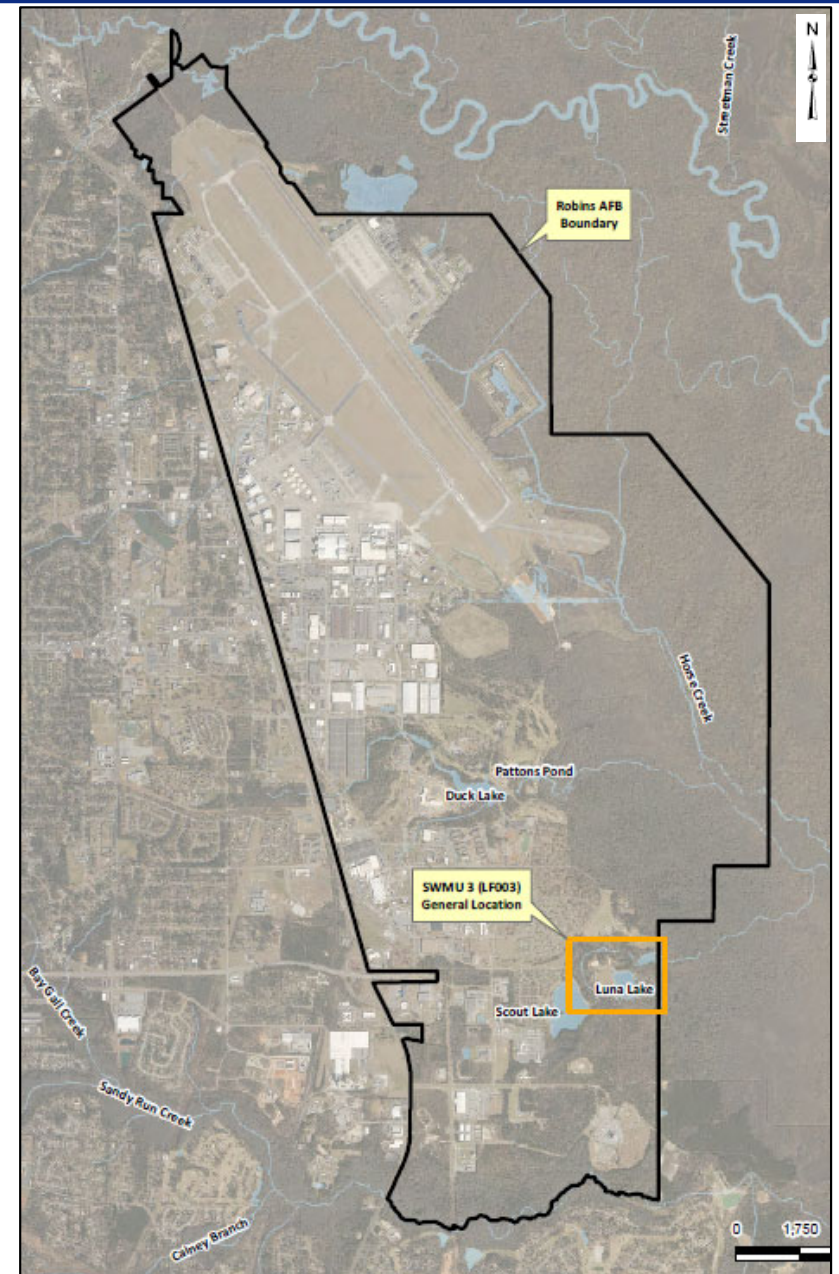 N
Streetman Creek
Robins AFB
Boundary
Horse Creek
Pattons Pond
Duck Lake
SWMU 3 (LF003)
General Location
Luna Lake
Scout Lake
Bay Gall Creek
Sandy Run Creek
Calney Branch
0 1,750